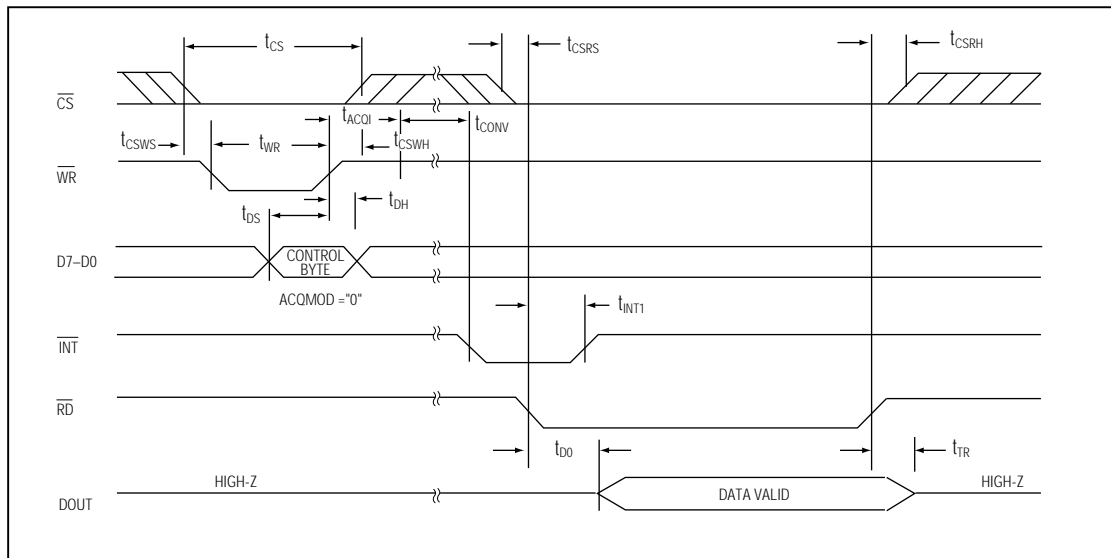 tCS
tCSRS
tCSRH
CS
tACQI
tCONV
tCSWS
tWR
tCSWH
WR
tDS
tDH
D7–D0
CONTROL
BYTE
ACQMOD ="0"
tINT1
INT
RD
tD0
tTR
HIGH-Z
DATA VALID
HIGH-Z
DOUT